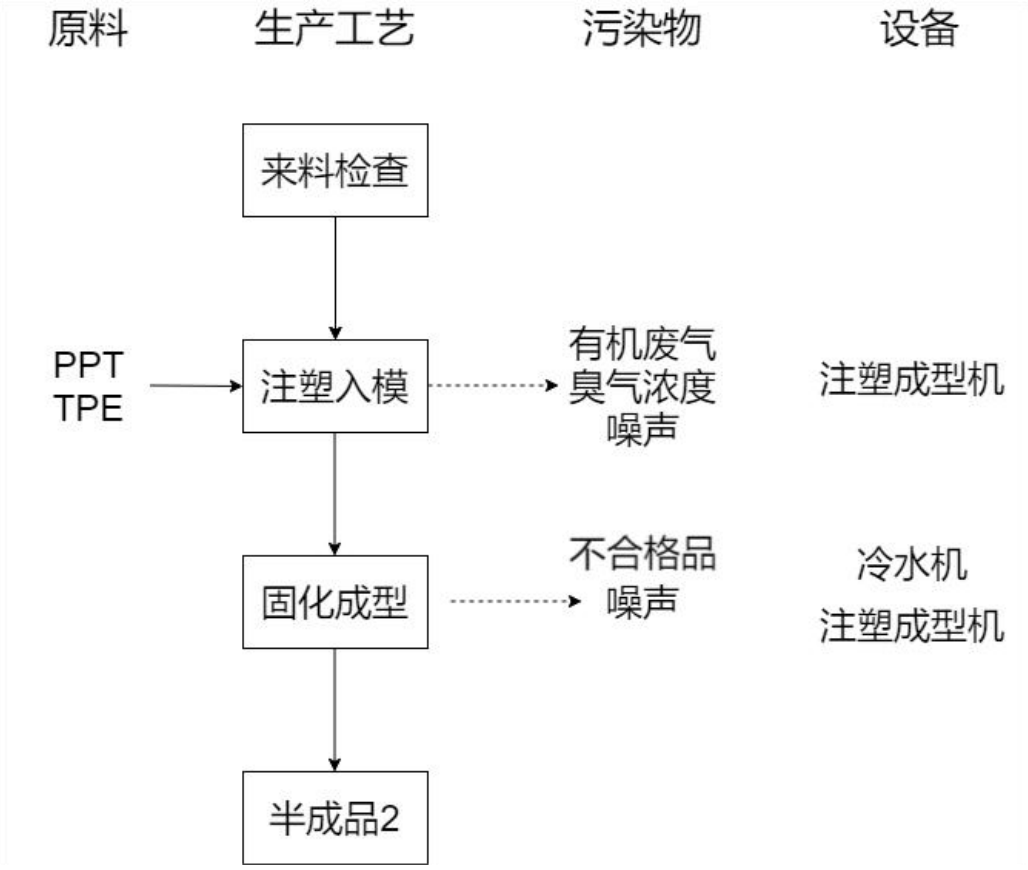 原料 生产工艺 污染物 设备
来料检查
PPT
TPE
注塑入模
有机废气
臭气浓度
噪声
注塑成型机
固化成型
不合格品
噪声
冷水机
注塑成型机
半成品2